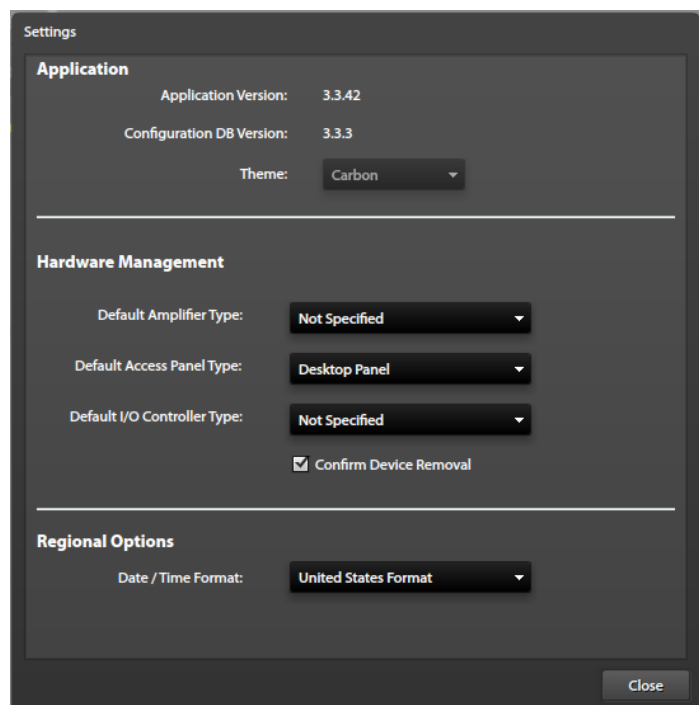 Settings
Application
Application Version: 3.3.42
Configuration DB Version: 3.3.3
Theme: Carbon
Hardware Management
Default Amplifier Type: Not Specified
Default Access Panel Type: Desktop Panel
Default I/O Controller Type: Not Specified
Confirm Device Removal
Regional Options
Date / Time Format: United States Format
Close